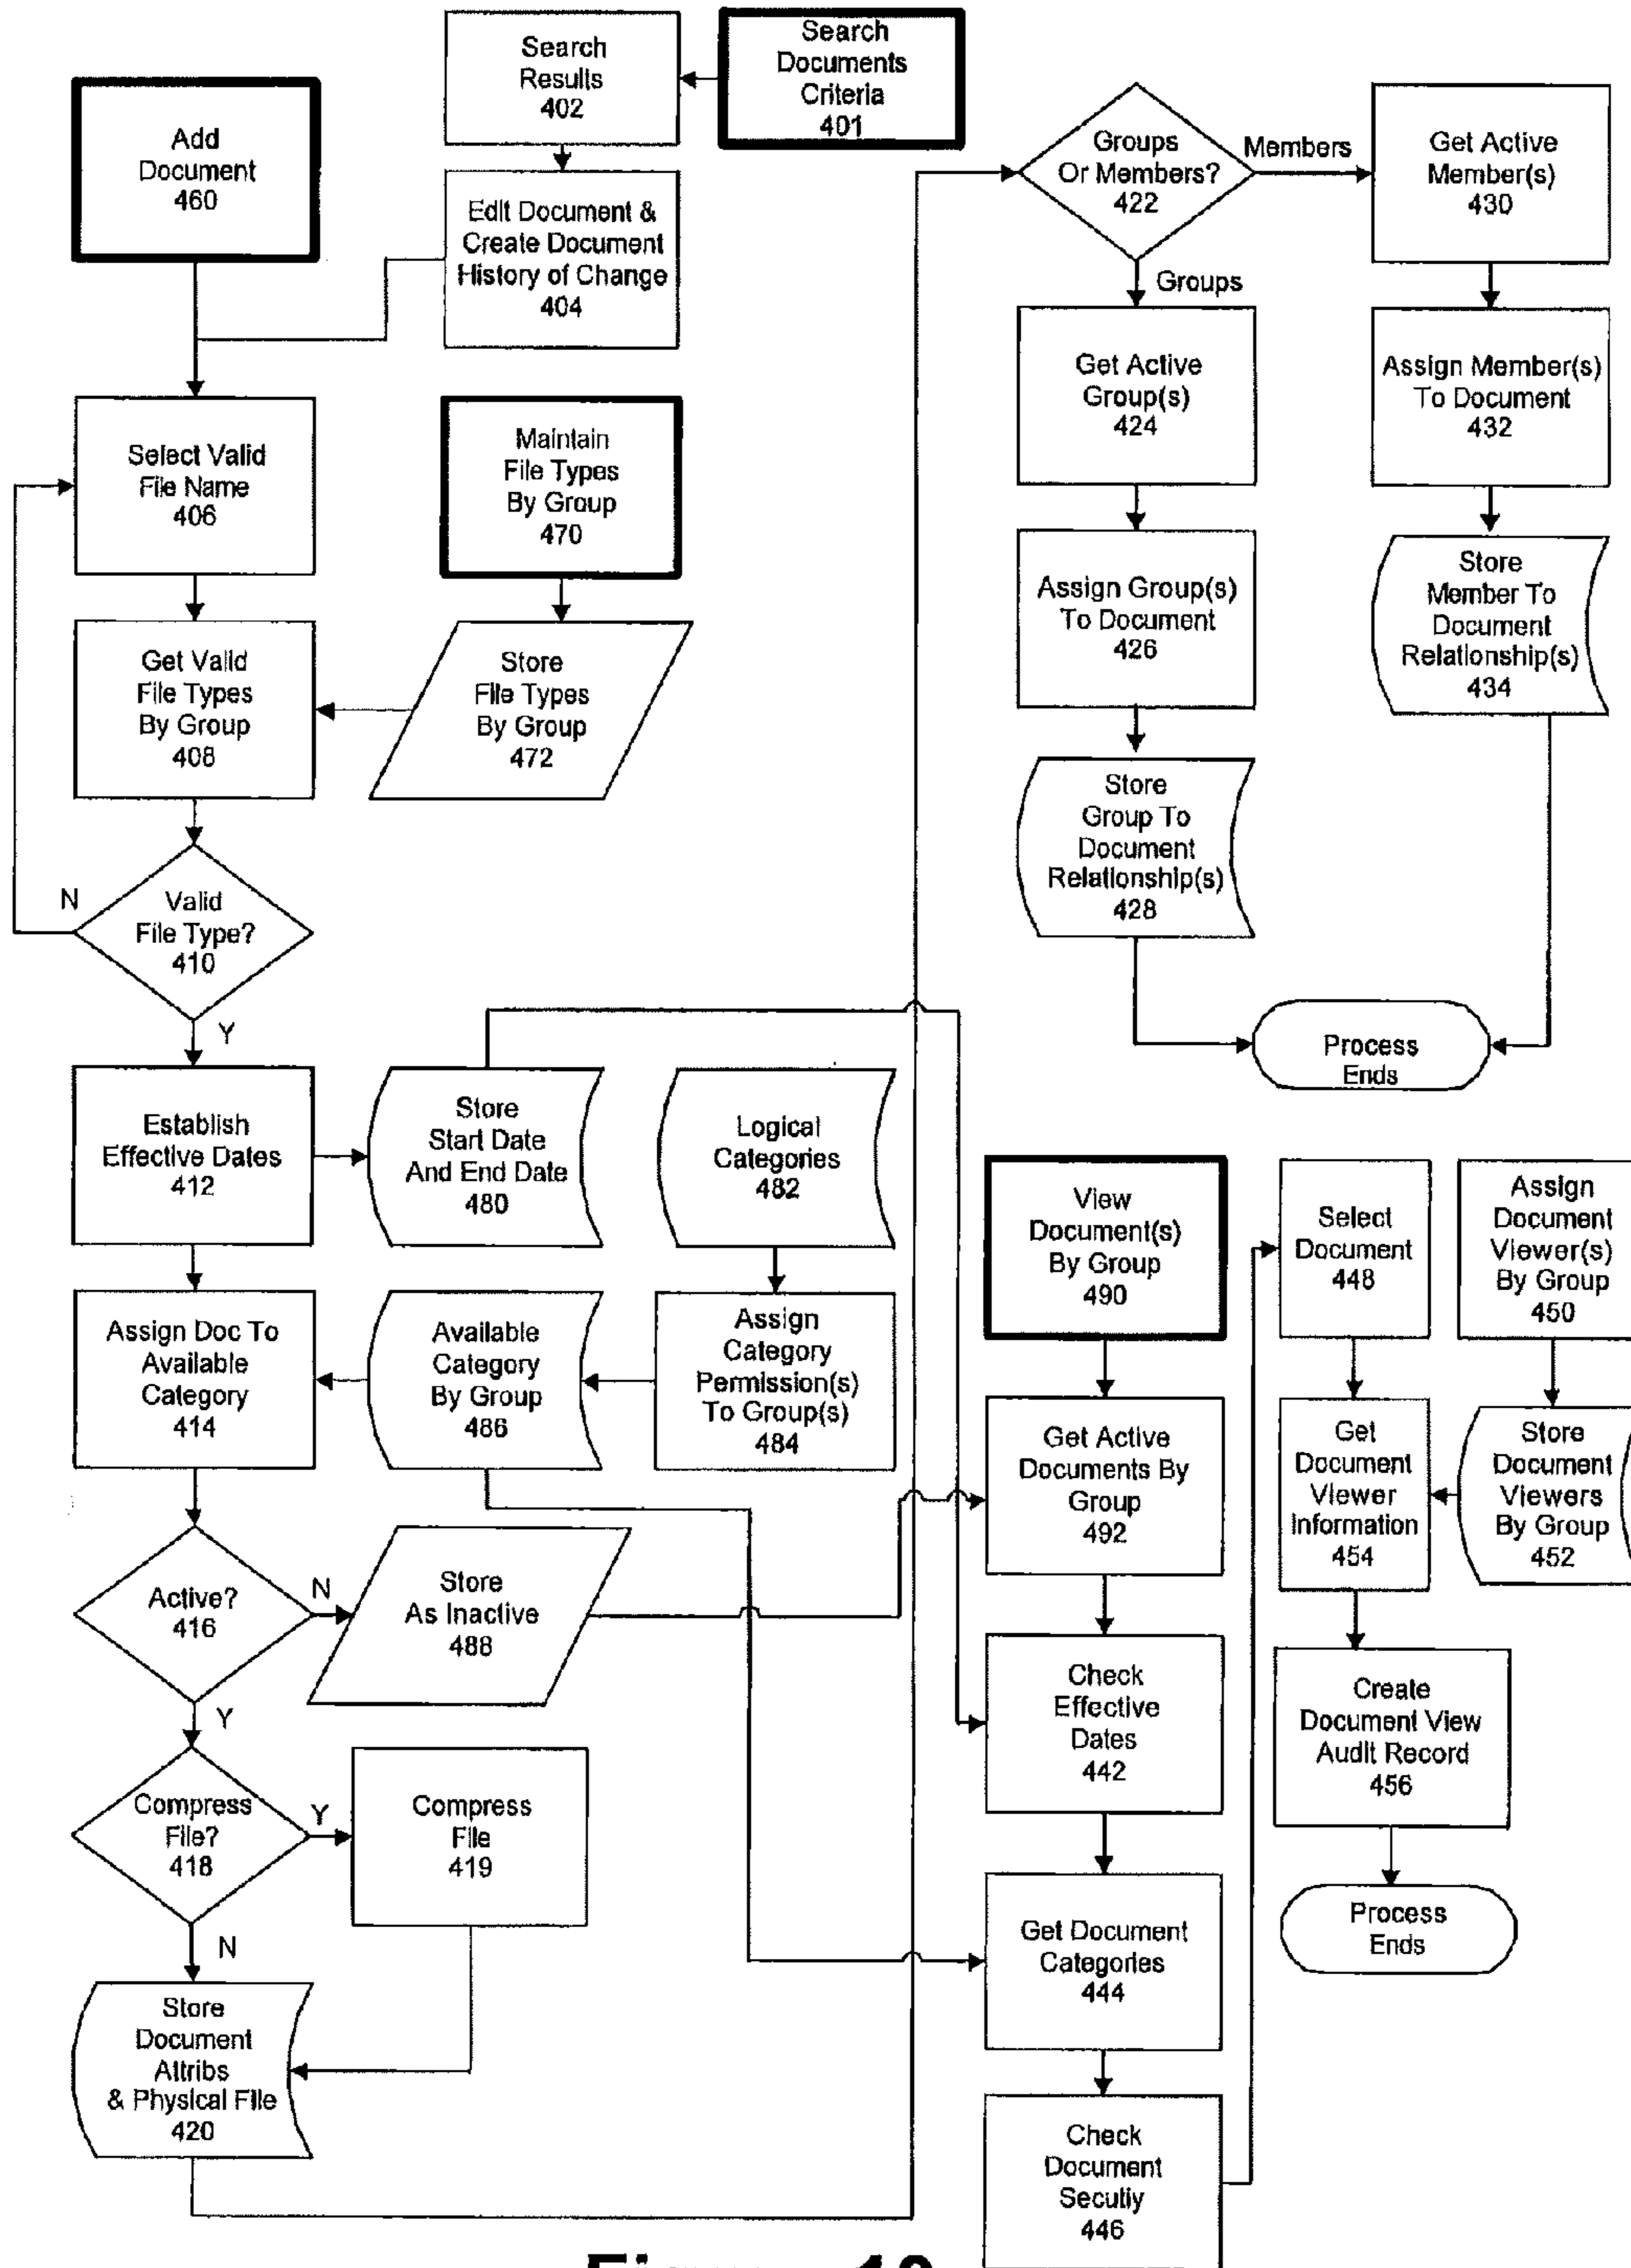 Search
Documents
Criteria
401
Search
Results
402
Edit Document &
Create Document
History of Change
404
Add
Document
460
Select Valid
File Name
406
Maintain
File Types
By Group
470
Get Valid
File Types
By Group
408
Store
File Types
By Group
472
Valid
File Type?
410
N
Y
Establish
Effective Dates
412
Store
Start Date
And End Date
480
Logical
Categories
482
Assign Doc To
Available
Category
414
Available
Category
By Group
486
Assign
Category
Permission(s)
To Group(s)
484
Active?
416
N
Store
As Inactive
488
Y
Compress
File?
418
Y
Compress
File
419
N
Store
Document
Attribs
& Physical File
420
Groups
Or Members?
422
Members
Get Active
Member(s)
430
Groups
Get Active
Group(s)
424
Assign Member(s)
To Document
432
Assign Group(s)
To Document
426
Store
Member To
Document
Relationship(s)
434
Store
Group To
Document
Relationship(s)
428
Process
Ends
View
Document(s)
By Group
490
Get Active
Documents By
Group
492
Check
Effective
Dates
442
Get Document
Categories
444
Check
Document
Secutiy
446
Select
Document
448
Assign
Document
Viewer(s)
By Group
450
Get
Document
Viewer
Information
454
Store
Document
Viewers
By Group
452
Create
Document View
Audit Record
456
Process
Ends